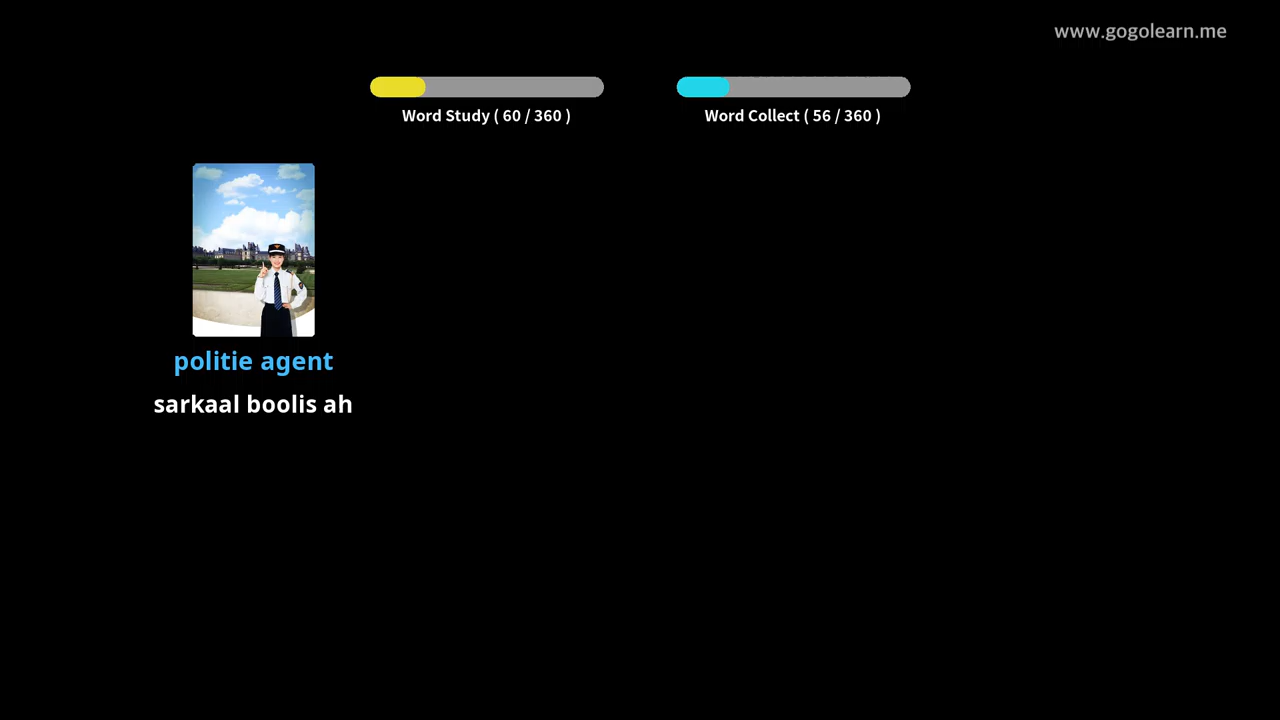 www.gogolearn.me
Word Study ( 60 / 360 )
Word Collect ( 56 / 360 )
politie agent
sarkaal boolis ah